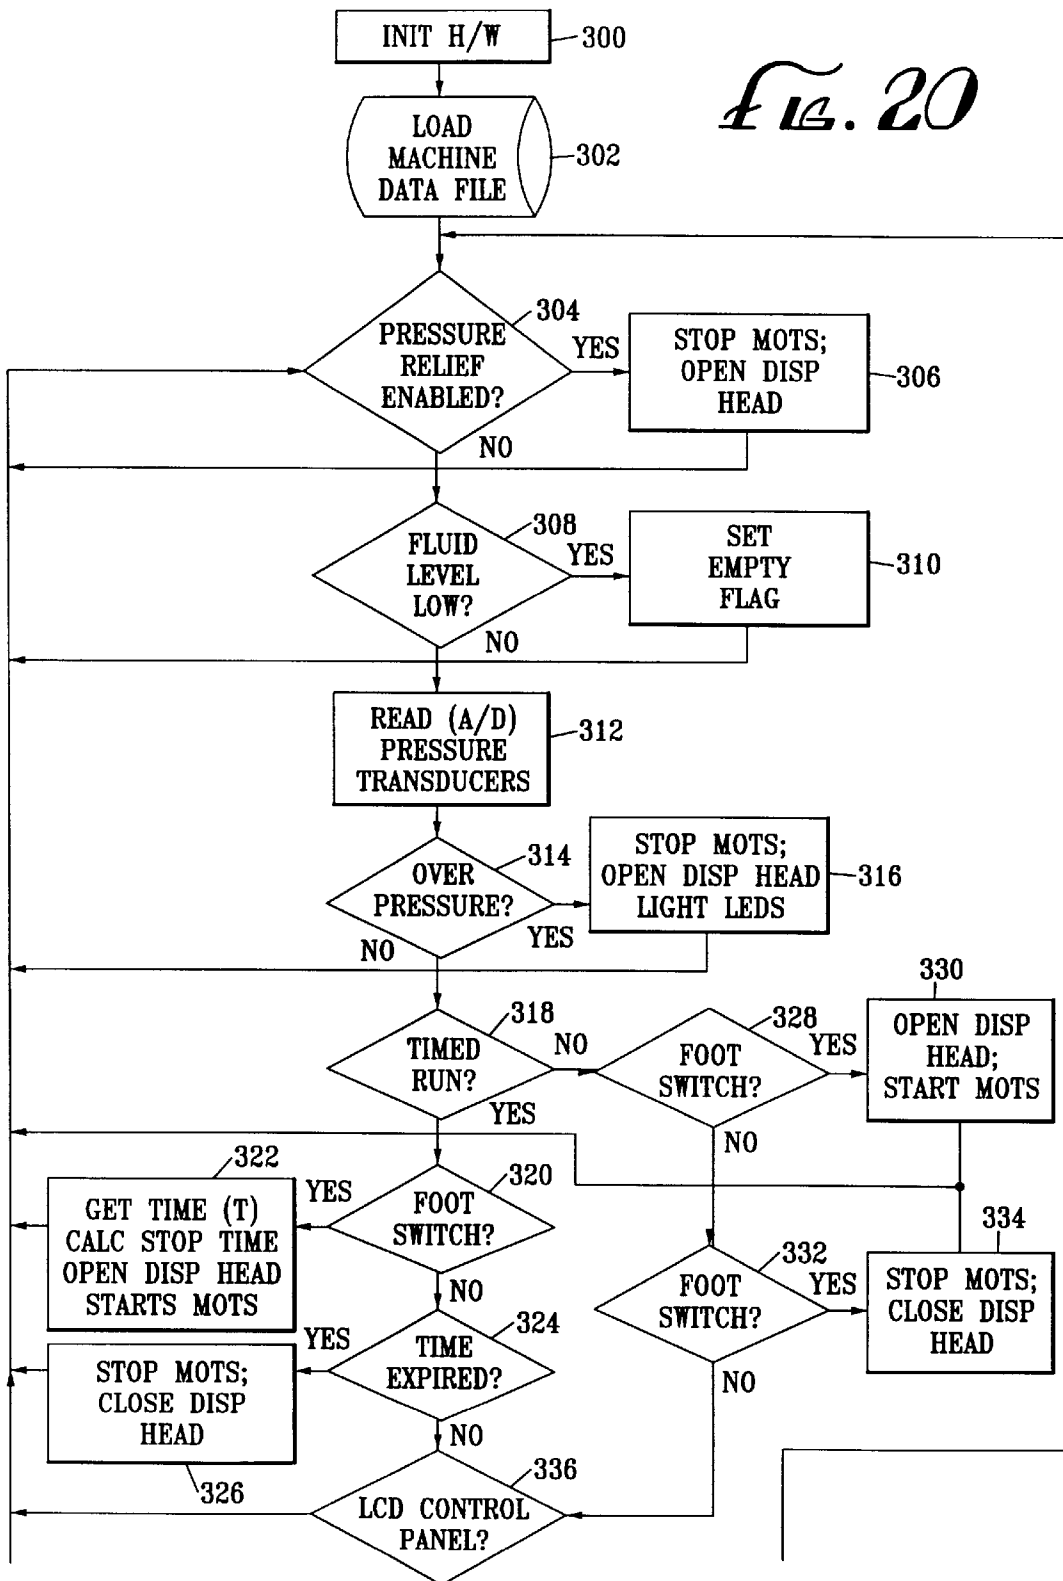 INIT H/W
300
FIG. 20
LOAD
MACHINE
DATA FILE
302
304
PRESSURE
RELIEF
ENABLED?
YES
STOP MOTS;
OPEN DISP
HEAD
306
NO
308
FLUID
LEVEL
LOW?
YES
SET
EMPTY
FLAG
310
NO
READ (A/D)
PRESSURE
TRANSDUCERS
312
314
OVER
PRESSURE?
STOP MOTS;
OPEN DISP HEAD
LIGHT LEDS
316
NO
YES
318
TIMED
RUN?
NO
328
FOOT
SWITCH?
YES
330
OPEN DISP
HEAD;
START MOTS
YES
NO
322
GET TIME (T)
CALC STOP TIME
OPEN DISP HEAD
STARTS MOTS
YES
320
FOOT
SWITCH?
NO
332
FOOT
SWITCH?
YES
334
STOP MOTS;
CLOSE DISP
HEAD
324
TIME
EXPIRED?
YES
STOP MOTS;
CLOSE DISP
HEAD
326
NO
NO
336
LCD CONTROL
PANEL?